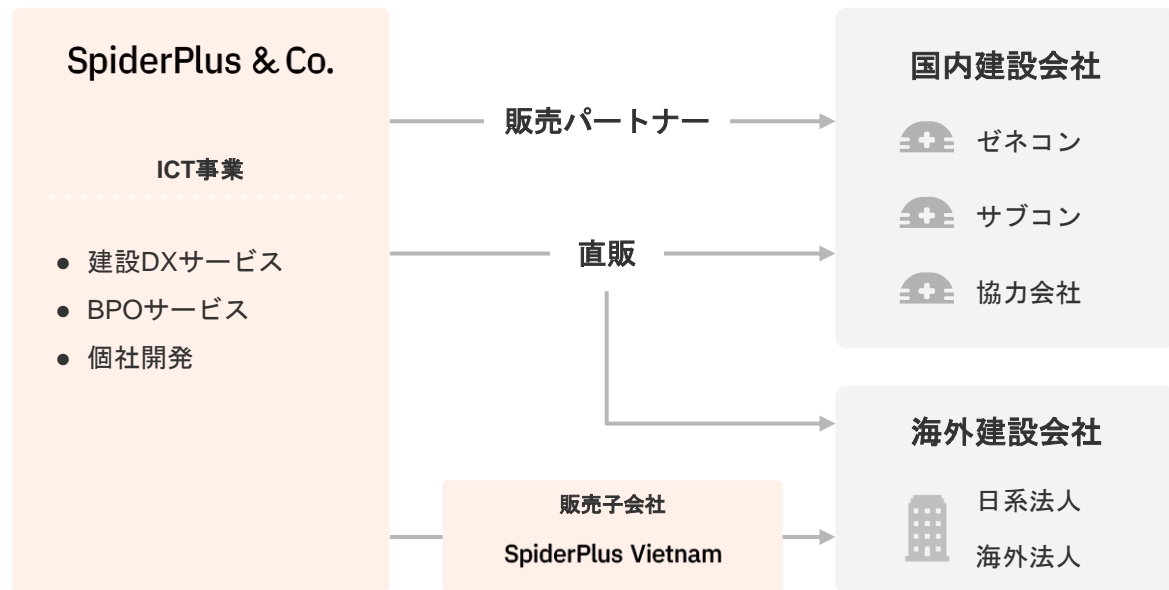 SpiderPlus & Co.
ICT事業
● 建設DXサービス
● BPOサービス
● 個社開発
販売パートナー
直販
販売子会社
SpiderPlus Vietnam
国内建設会社
ゼネコン
サブコン
協力会社
海外建設会社
日系法人
海外法人